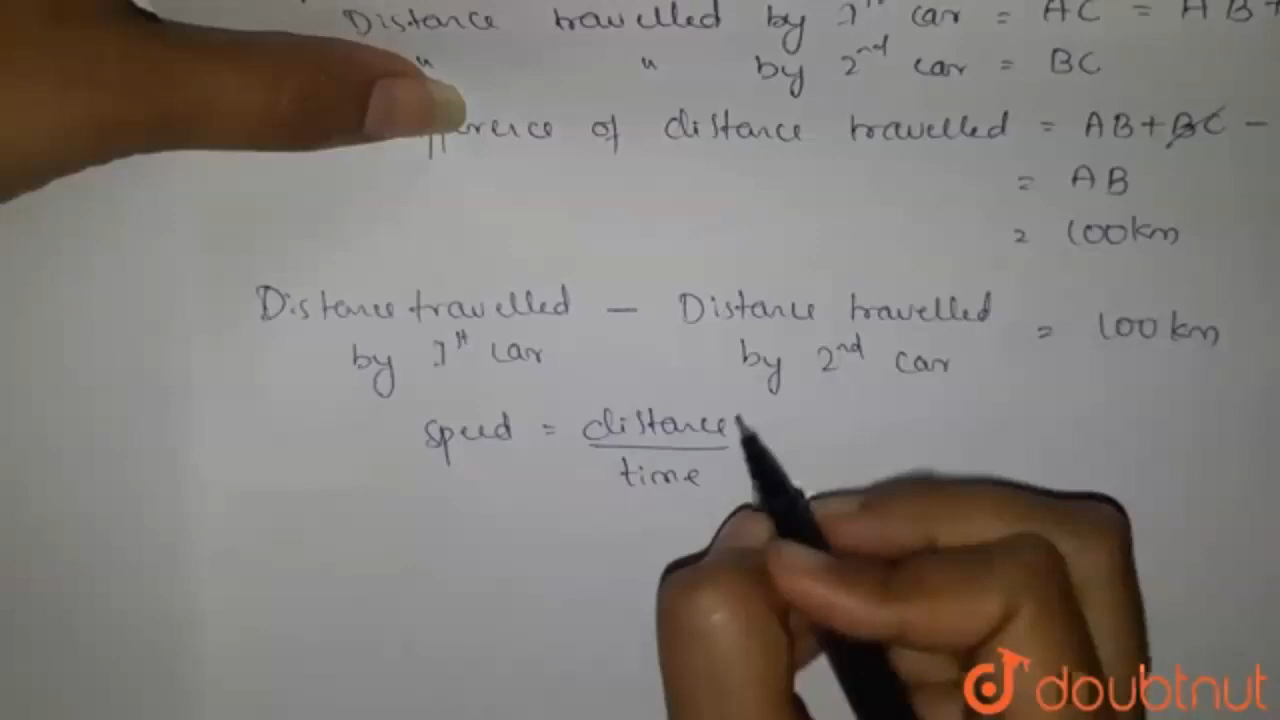 Distance travelled by 1st car = AC = AB+
" " by 2nd car = BC
fference of distance travelled = AB+BC -
= AB
= 100km
Distance travelled - Distance travelled = 100 km
by 1st car by 2nd car
speed = distance
time
doubtnut